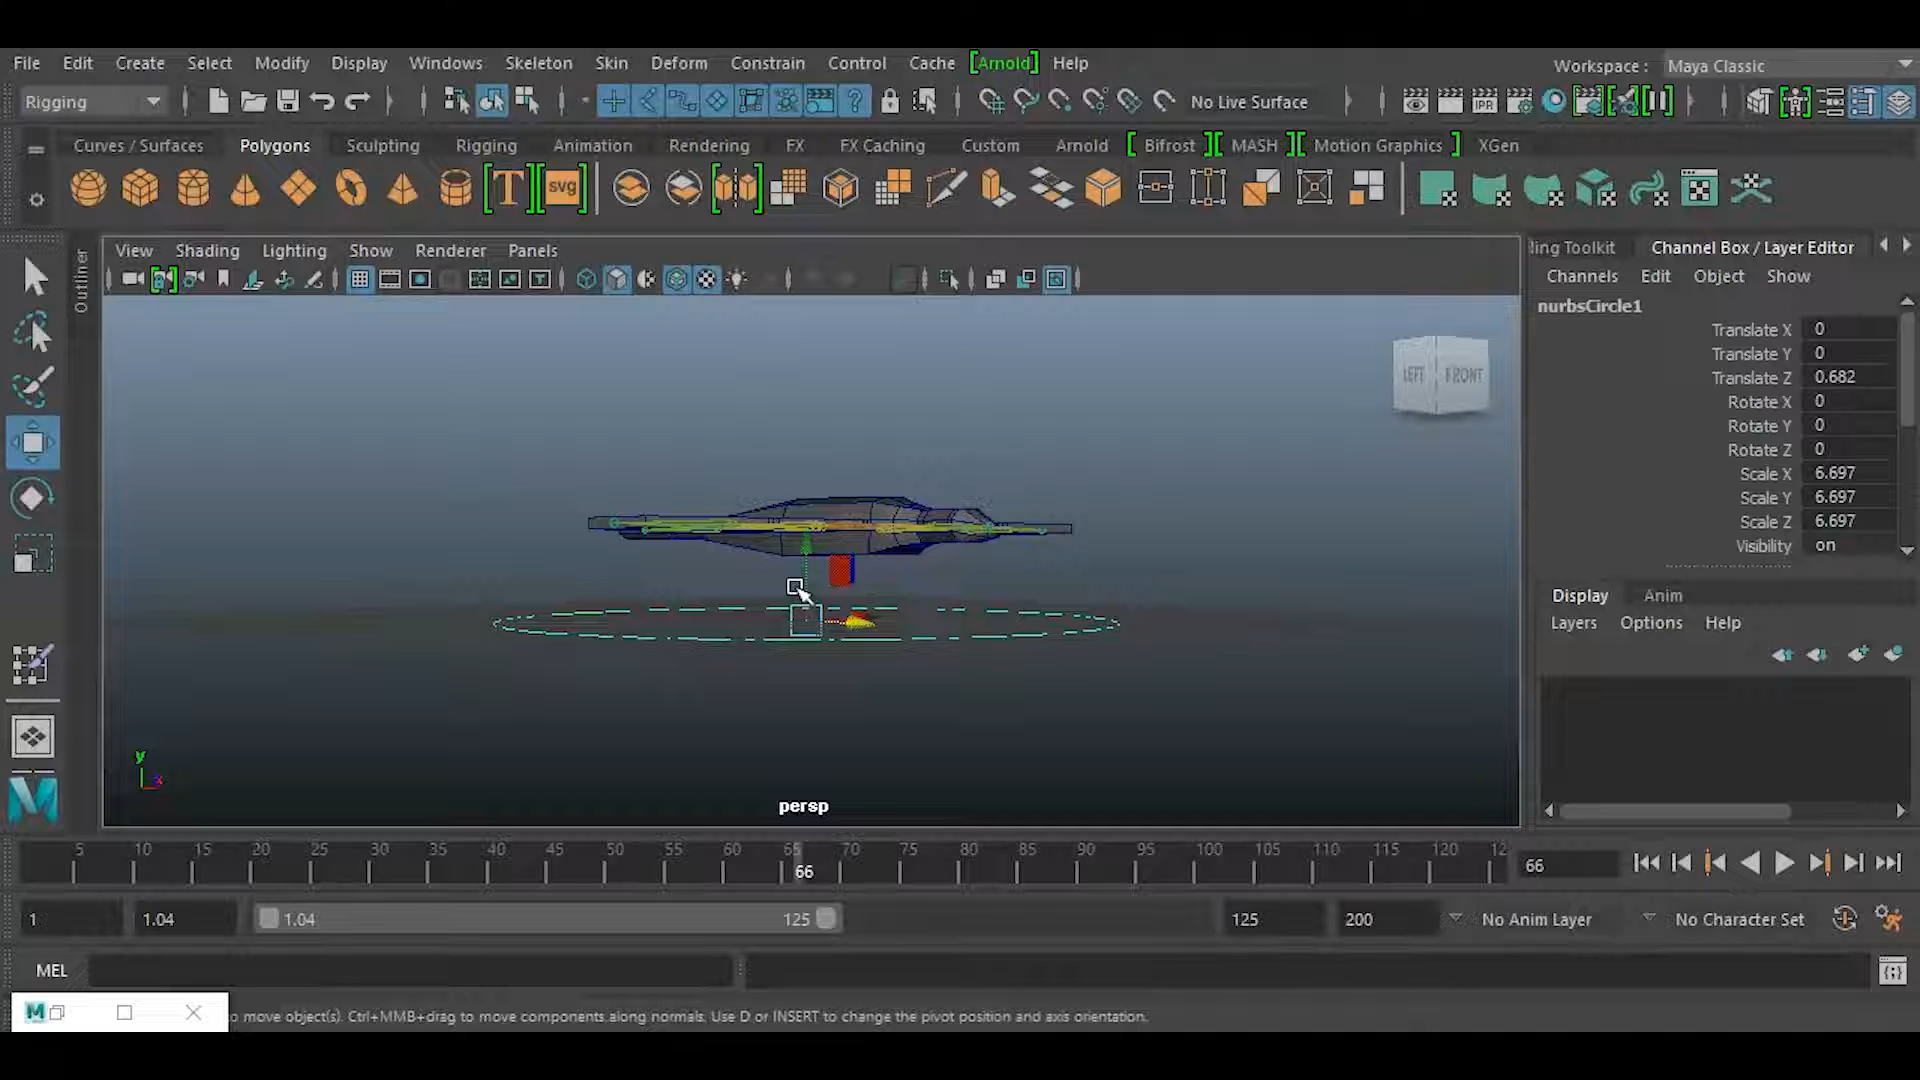 File Edit Create Select Modify Display Windows Skeleton Skin Deform Constrain Control Cache [Arnold] Help
Workspace : Maya Classic
Rigging
No Live Surface
IPR
Curves / Surfaces Polygons Sculpting Rigging Animation Rendering FX FX Caching Custom Arnold [ Bifrost ][ MASH ][ Motion Graphics ] XGen
T svg
View Shading Lighting Show Renderer Panels
Outliner
ling Toolkit Channel Box / Layer Editor
Channels Edit Object Show
nurbsCircle1
Translate X 0
Translate Y 0
Translate Z 0.682
Rotate X 0
Rotate Y 0
Rotate Z 0
Scale X 6.697
Scale Y 6.697
Scale Z 6.697
Visibility on
LEFT FRONT
Display Anim
Layers Options Help
y
persp
5 10 15 20 25 30 35 40 45 50 55 60 65 70 75 80 85 90 95 100 105 110 115 120 12
66
66
1 1.04 1.04 125 125 200 No Anim Layer No Character Set
MEL
M
to move object(s). Ctrl+MMB+drag to move components along normals. Use D or INSERT to change the pivot position and axis orientation.